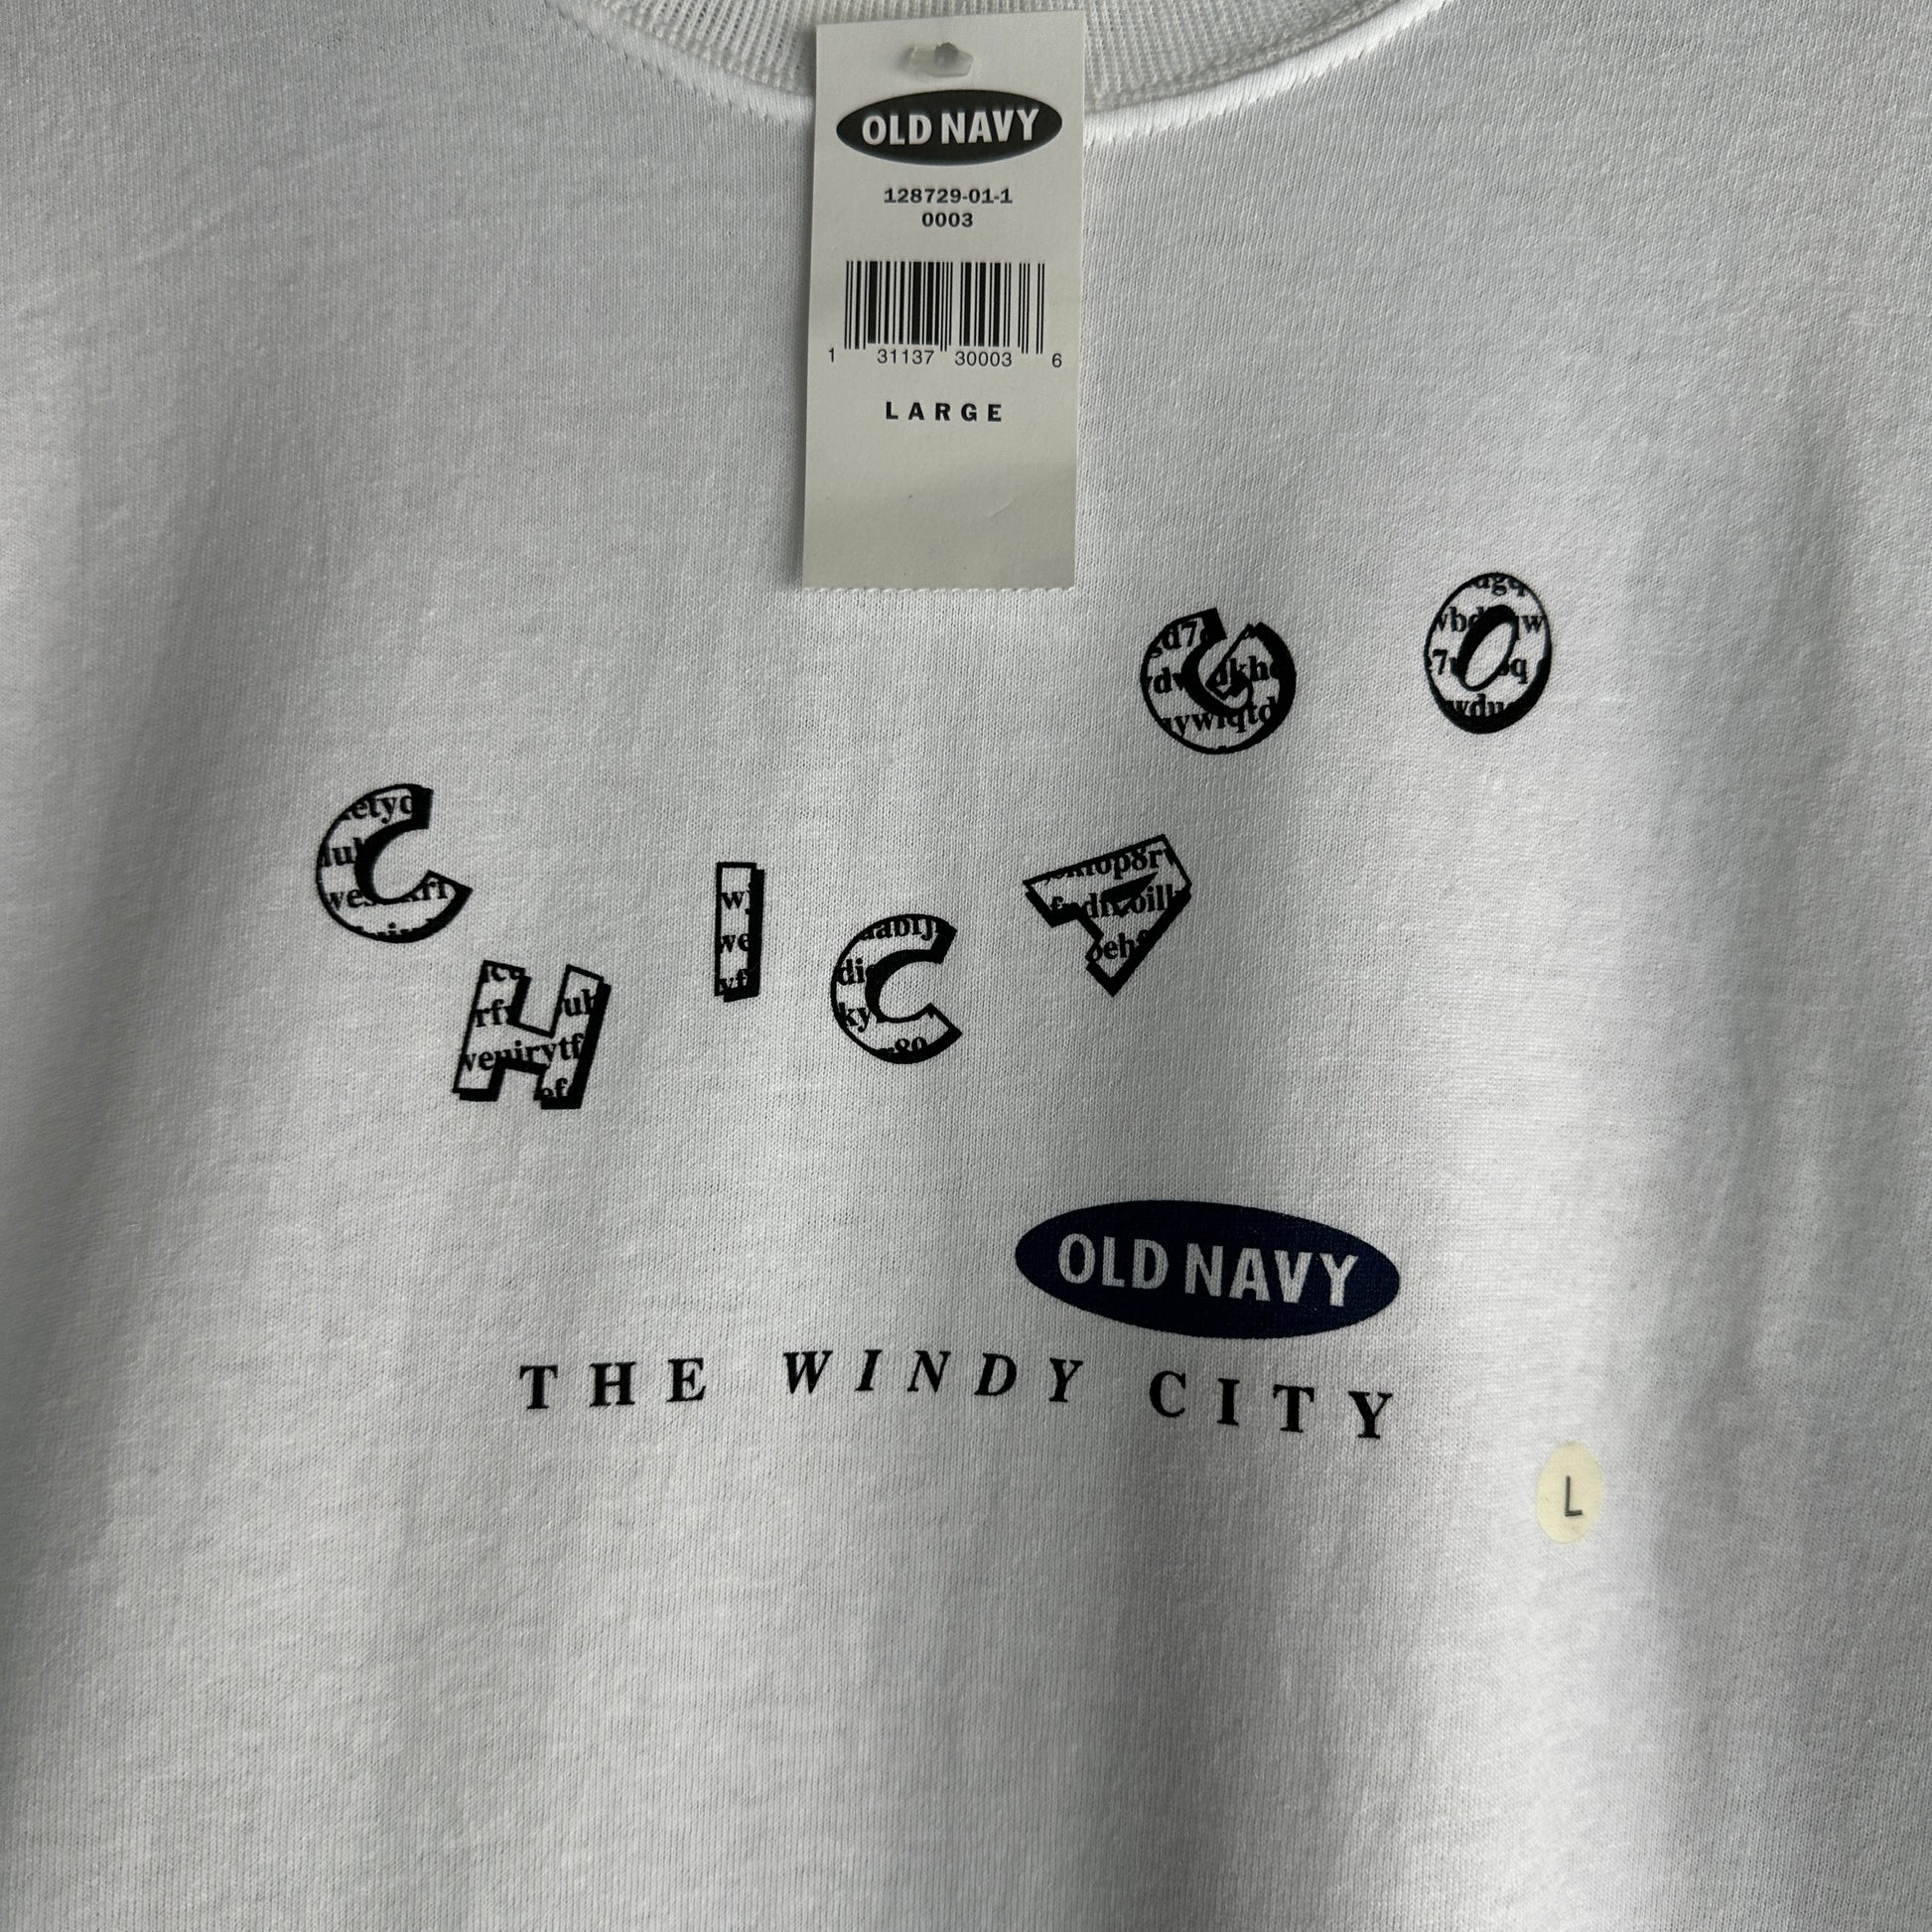 OLD NAVY
128729-01-1
0003
1 31137 30003 6
LARGE
CHICAGO
OLD NAVY
THE WINDY CITY
L